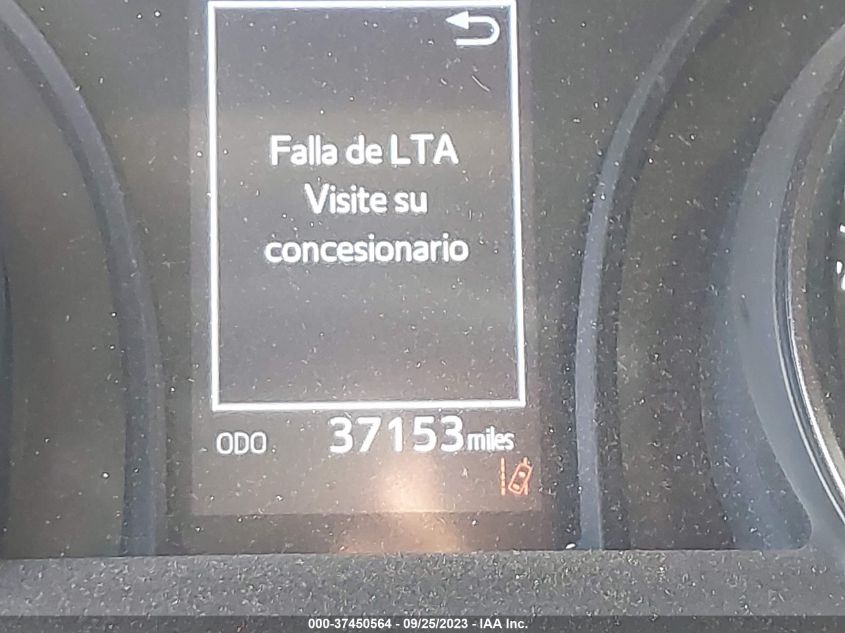 Falla de LTA
Visite su
concesionario
ODO 37153 miles
000-37450564 - 09/25/2023 - IAA Inc.